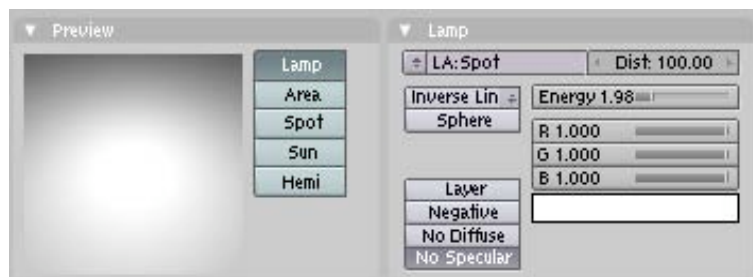 Preview
Lamp
Area
Spot
Sun
Hemi
Lamp
LA:Spot
Dist: 100.00
Inverse Lin
Sphere
Energy 1.98
R 1.000
G 1.000
B 1.000
Layer
Negative
No Diffuse
No Specular